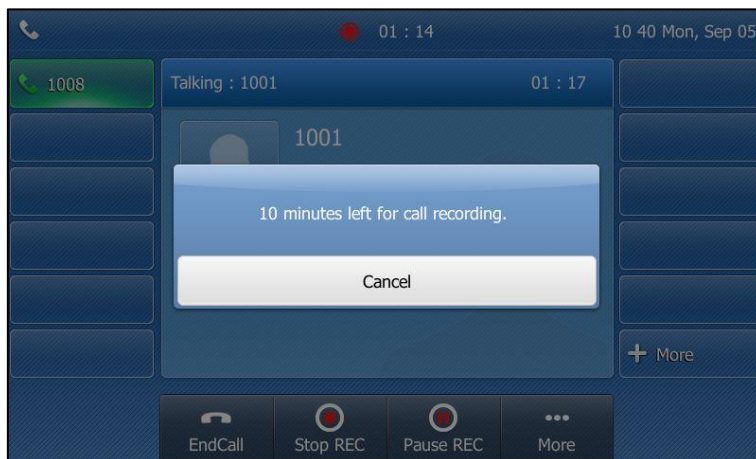 01 : 14
10 40 Mon, Sep 05
1008
Talking : 1001
01 : 17
1001
10 minutes left for call recording.
Cancel
More
EndCall
Stop REC
Pause REC
More